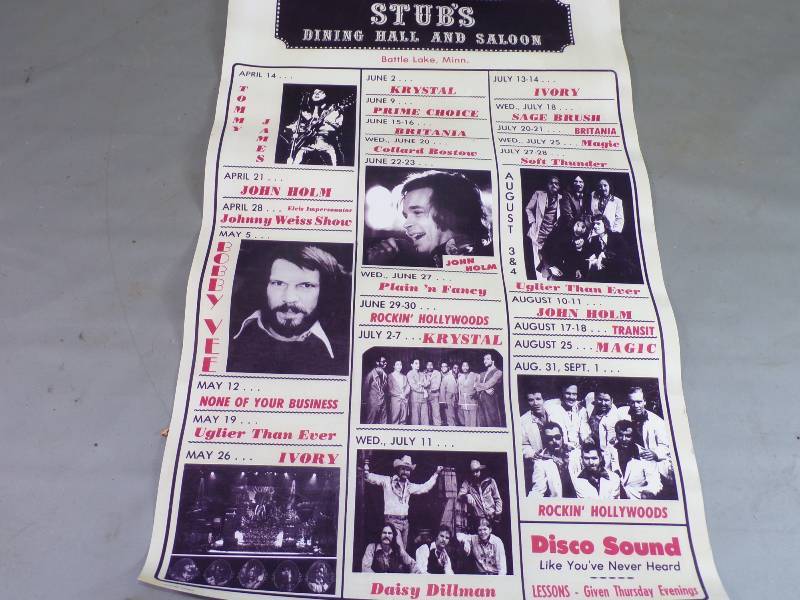 STUB'S
DINING HALL AND SALOON
Battle Lake, Minn.
APRIL 14 . . .
TOMMY
JAMES
APRIL 21 . . .
JOHN HOLM
APRIL 28 . . . Elvis Impersonator
Johnny Weiss Show
MAY 5 . . .
BOBBY VEE
MAY 12 . . .
NONE OF YOUR BUSINESS
MAY 19 . . .
Uglier Than Ever
MAY 26 . . . IVORY
JUNE 2 . . .
KRYSTAL
JUNE 9 . . .
PRIME CHOICE
JUNE 15-16 . . .
BRITANIA
WED., JUNE 20 . . .
Collard Bostow
JUNE 22-23 . . .
JOHN
HOLM
WED., JUNE 27 . . .
Plain 'n Fancy
JUNE 29-30 . . .
ROCKIN' HOLLYWOODS
JULY 2-7 . . . KRYSTAL
WED., JULY 11 . . .
Daisy Dillman
JULY 13-14 . . .
IVORY
WED., JULY 18 . . .
SAGE BRUSH
JULY 20-21 . . . BRITANIA
WED., JULY 25 . . . Magic
JULY 27-28 . . .
Soft Thunder
AUGUST 3 & 4
Uglier Than Ever
AUGUST 10-11 . . .
JOHN HOLM
AUGUST 17-18 . . . TRANSIT
AUGUST 25 . . . MAGIC
AUG. 31, SEPT. 1 . . .
ROCKIN' HOLLYWOODS
Disco Sound
Like You've Never Heard
LESSONS - Given Thursday Evenings